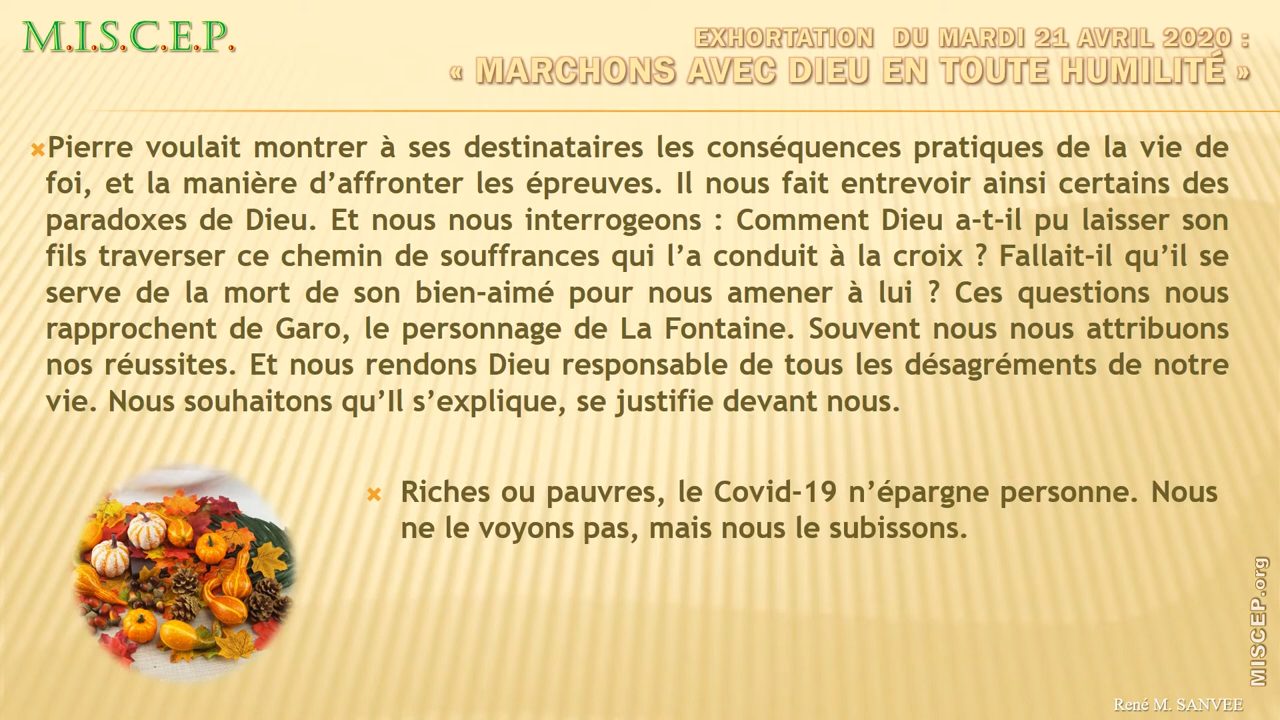 M.I.S.C.E.P.
EXHORTATION DU MARDI 21 AVRIL 2020 :
« MARCHONS AVEC DIEU EN TOUTE HUMILITÉ »
Pierre voulait montrer à ses destinataires les conséquences pratiques de la vie de
foi, et la manière d’affronter les épreuves. Il nous fait entrevoir ainsi certains des
paradoxes de Dieu. Et nous nous interrogeons : Comment Dieu a-t-il pu laisser son
fils traverser ce chemin de souffrances qui l’a conduit à la croix ? Fallait-il qu’il se
serve de la mort de son bien-aimé pour nous amener à lui ? Ces questions nous
rapprochent de Garo, le personnage de La Fontaine. Souvent nous nous attribuons
nos réussites. Et nous rendons Dieu responsable de tous les désagréments de notre
vie. Nous souhaitons qu’Il s’explique, se justifie devant nous.
Riches ou pauvres, le Covid-19 n’épargne personne. Nous
ne le voyons pas, mais nous le subissons.
MISCEP.org
René M. SANVEE